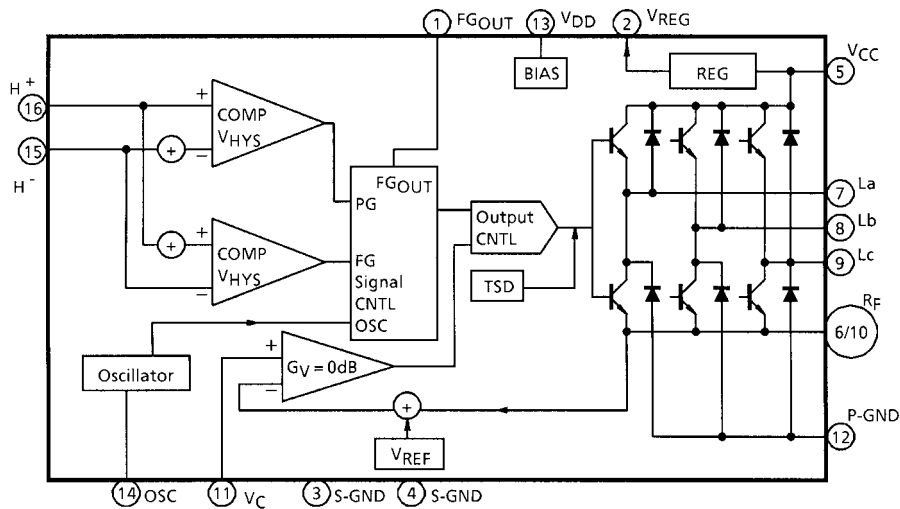 1 FGOUT 13 VDD 2 VREG
VCC
5
BIAS
REG
H+
16
+
COMP
VHYS
−
15
+
H-
FGOUT
PG
7 La
Output
CNTL
8 Lb
+
+
COMP
VHYS
−
FG
Signal
CNTL
OSC
TSD
9 Lc
RF
6/10
+
GV=0dB
−
Oscillator
+
P-GND
12
VREF
14 OSC 11 VC 3 S-GND 4 S-GND